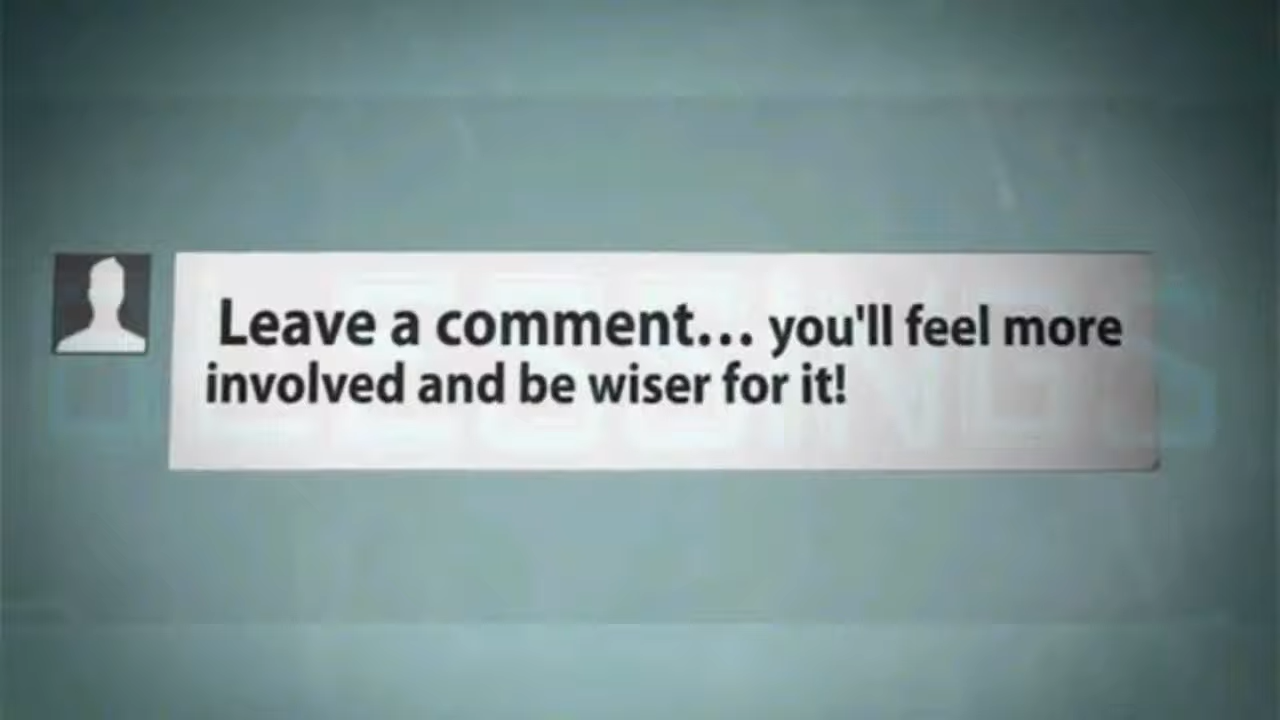 Leave a comment... you'll feel more
involved and be wiser for it!